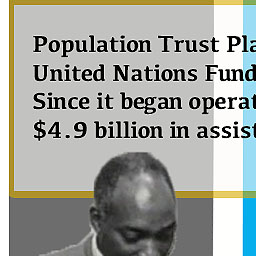 Population Trust Pla
United Nations Fund
Since it began operat
$4.9 billion in assist